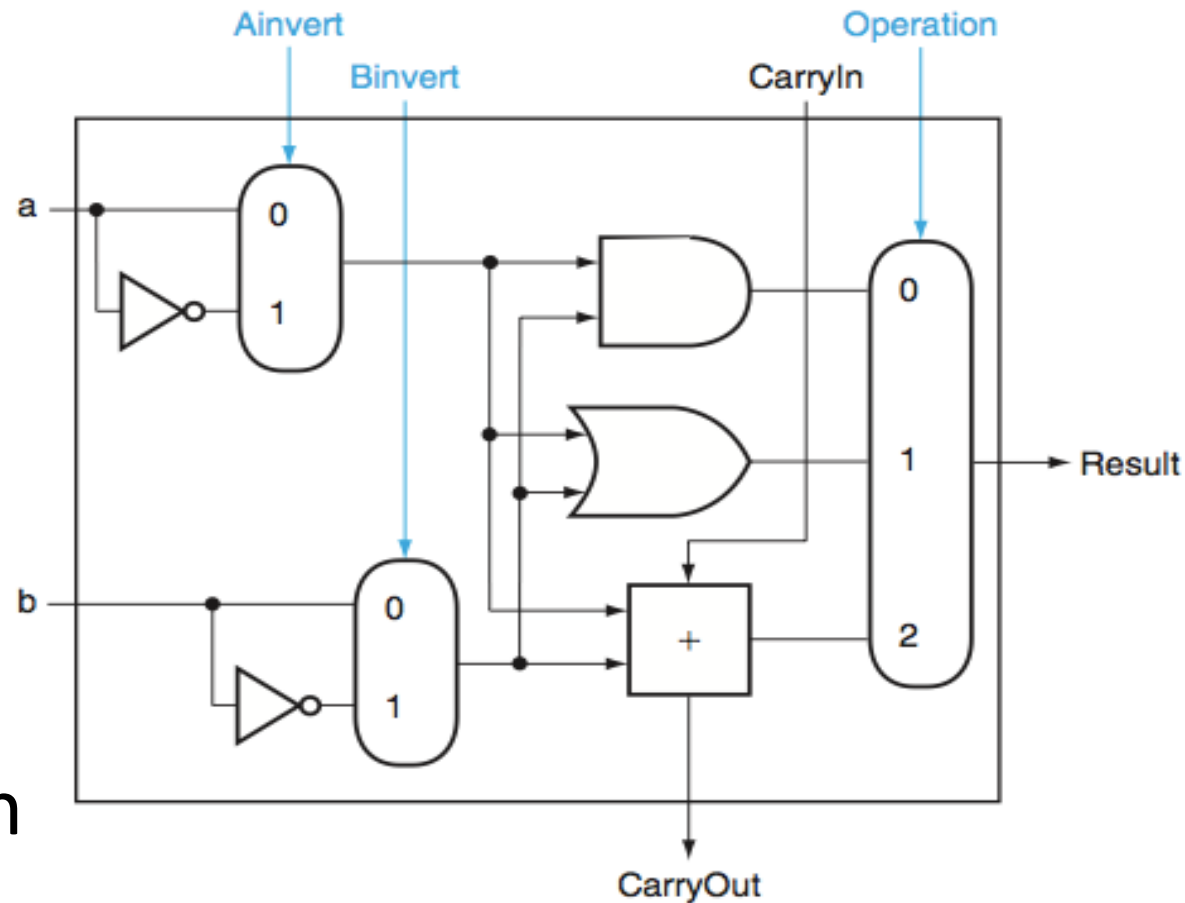 Ainvert
Operation
Binvert
CarryIn
a
0
1
0
1
Result
b
0
+
2
1
n
CarryOut